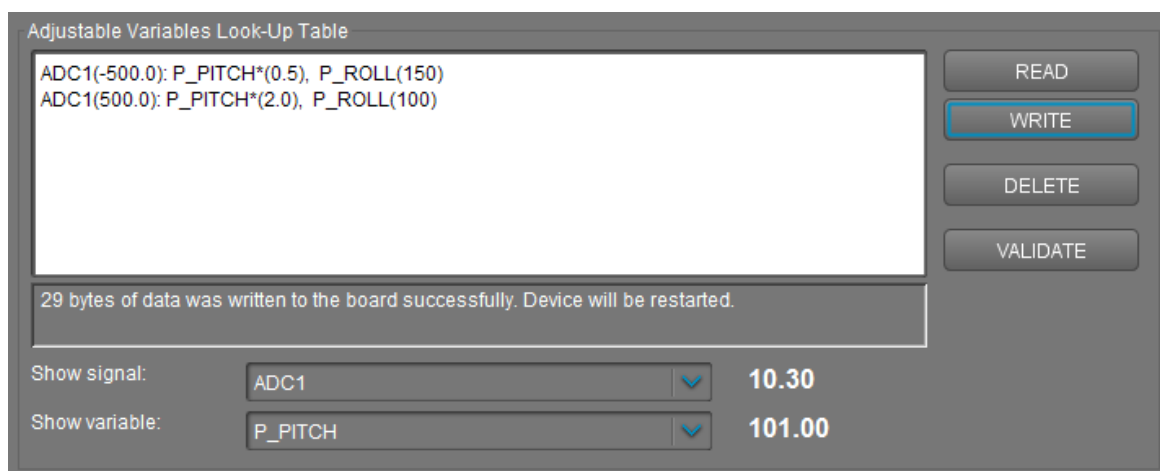 Adjustable Variables Look-Up Table
ADC1(-500.0): P_PITCH*(0.5), P_ROLL(150)
ADC1(500.0): P_PITCH*(2.0), P_ROLL(100)
READ
WRITE
DELETE
VALIDATE
29 bytes of data was written to the board successfully. Device will be restarted.
Show signal: ADC1 10.30
Show variable: P_PITCH 101.00